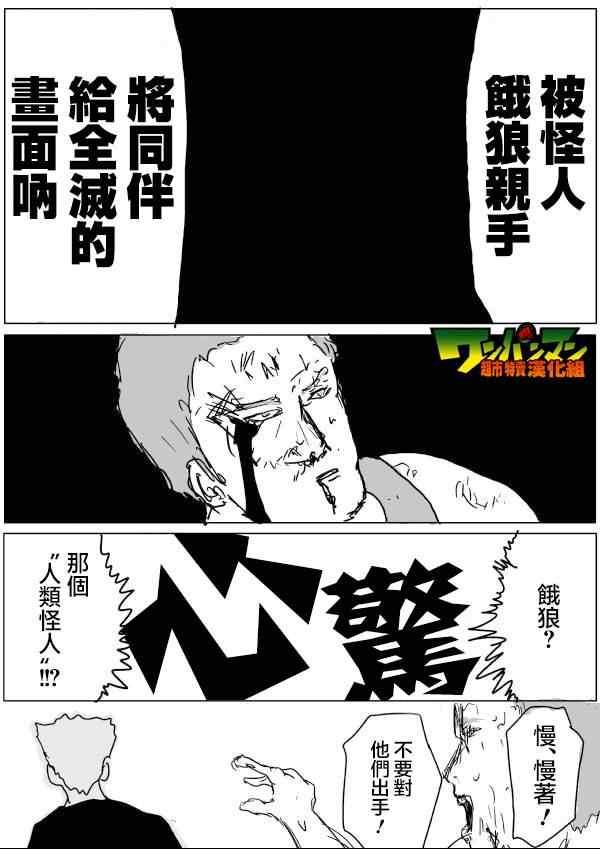 被怪人
餓狼親手
將同伴
給全滅的
畫面吶
ワンパンマン
超市特賣漢化組
餓狼?
驚
那個
"人類怪人"!!?
慢、慢著!
不要對
他們出手!